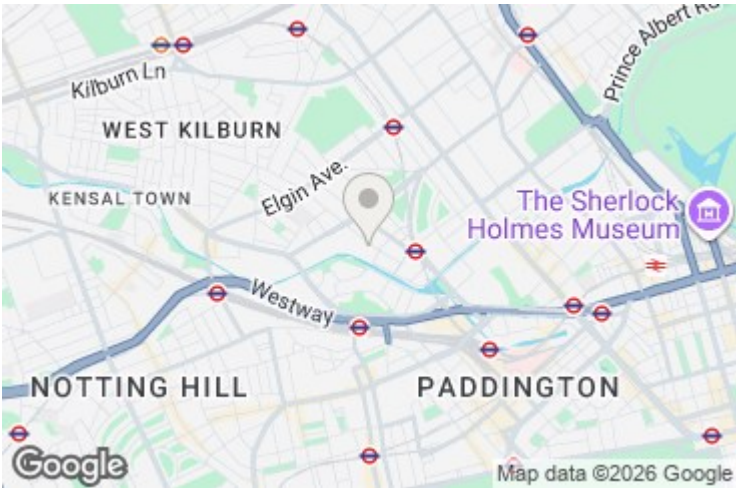 Prince Albert Rd
Kilburn Ln
WEST KILBURN
Elgin Ave.
KENSAL TOWN
The Sherlock
Holmes Museum
Westway
NOTTING HILL
PADDINGTON
Google
Map data ©2026 Google